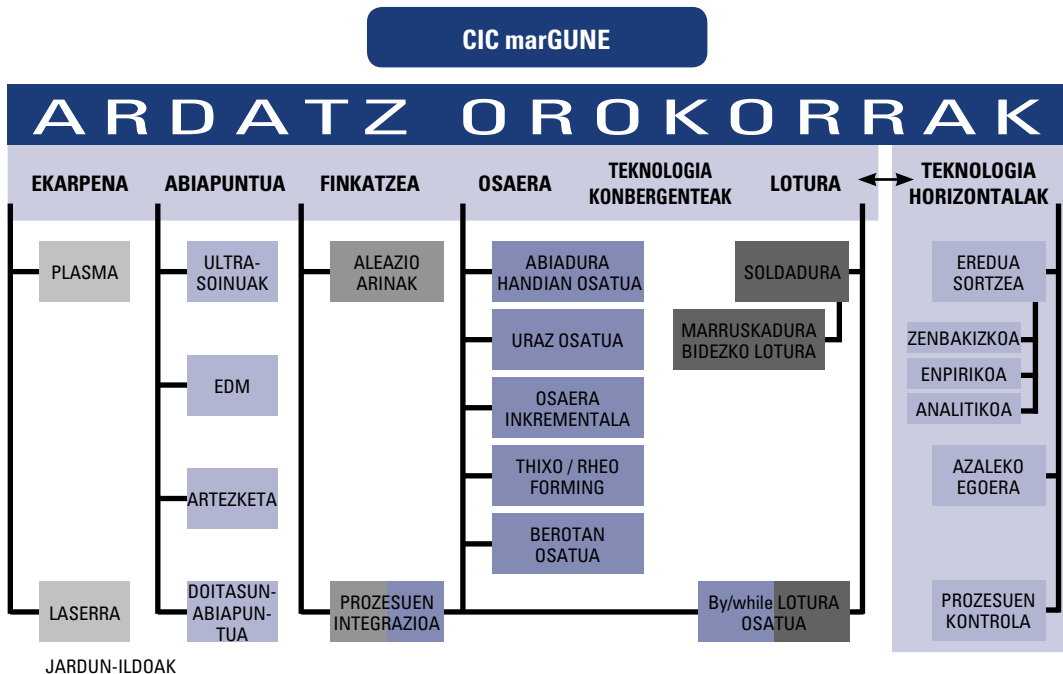 CIC marGUNE
ARDATZ OROKORRAK
EKARPENA
ABIAPUNTUA
FINKATZEA
OSAERA
TEKNOLOGIA
KONBERGENTEAK
LOTURA
TEKNOLOGIA
HORIZONTALAK
PLASMA
LASERRA
ULTRA-
SOINUAK
EDM
ARTEZKETA
DOITASUN-
ABIAPUN-
TUA
ALEAZIO
ARINAK
PROZESUEN
INTEGRAZIOA
ABIADURA
HANDIAN OSATUA
URAZ OSATUA
OSAERA
INKREMENTALA
THIXO / RHEO
FORMING
BEROTAN
OSATUA
SOLDADURA
MARRUSKADURA
BIDEZKO LOTURA
By/while LOTURA
OSATUA
EREDUA
SORTZEA
ZENBAKIZKOA
ENPIRIKOA
ANALITIKOA
AZALEKO
EGOERA
PROZESUEN
KONTROLA
JARDUN-ILDOAK